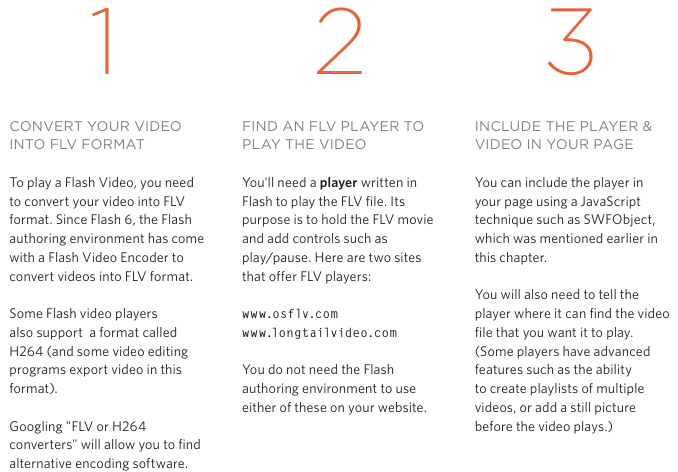 1
CONVERT YOUR VIDEO
INTO FLV FORMAT
To play a Flash Video, you need
to convert your video into FLV
format. Since Flash 6, the Flash
authoring environment has come
with a Flash Video Encoder to
convert videos into FLV format.
Some Flash video players
also support  a format called
H264 (and some video editing
programs export video in this
format).
Googling "FLV or H264
converters" will allow you to find
alternative encoding software.
2
FIND AN FLV PLAYER TO
PLAY THE VIDEO
You'll need a player written in
Flash to play the FLV file. Its
purpose is to hold the FLV movie
and add controls such as
play/pause. Here are two sites
that offer FLV players:
www.osflv.com
www.longtailvideo.com
You do not need the Flash
authoring environment to use
either of these on your website.
3
INCLUDE THE PLAYER &
VIDEO IN YOUR PAGE
You can include the player in
your page using a JavaScript
technique such as SWFObject,
which was mentioned earlier in
this chapter.
You will also need to tell the
player where it can find the video
file that you want it to play.
(Some players have advanced
features such as the ability
to create playlists of multiple
videos, or add a still picture
before the video plays.)